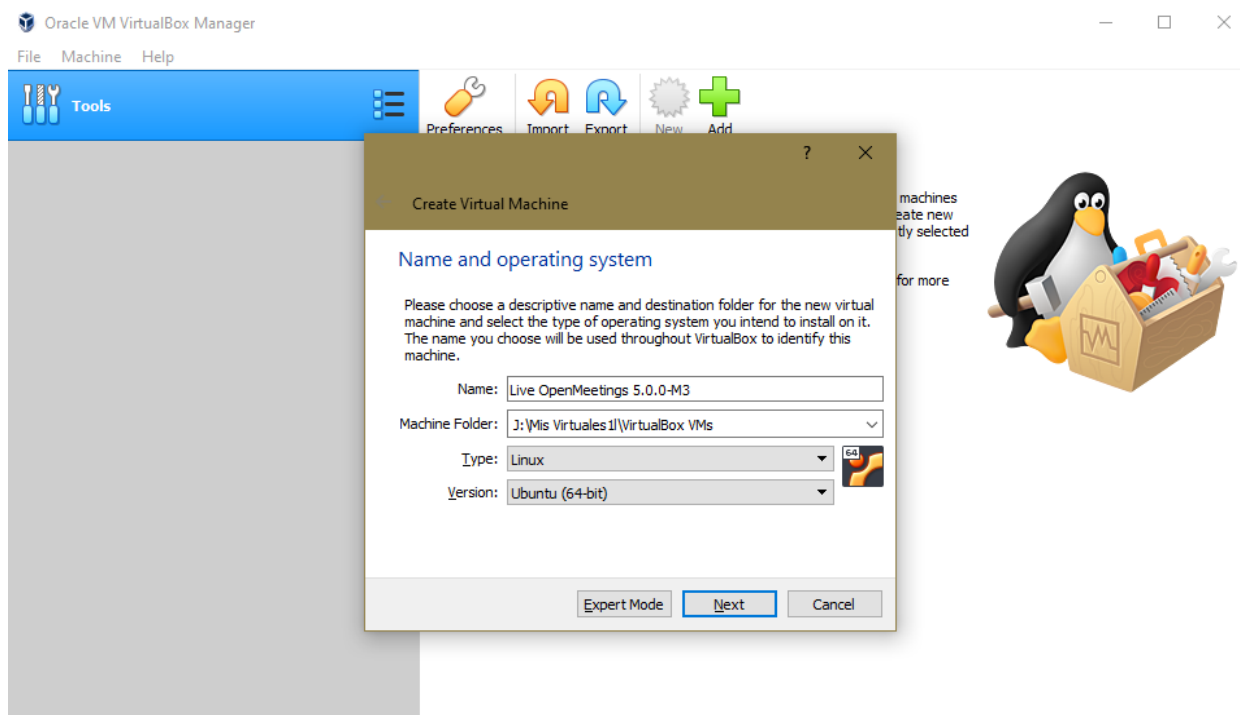 Oracle VM VirtualBox Manager
File Machine Help
Tools
Preferences Import Export New Add
? 
Create Virtual Machine
machines
eate new
tly selected
for more
Name and operating system
Please choose a descriptive name and destination folder for the new virtual
machine and select the type of operating system you intend to install on it.
The name you choose will be used throughout VirtualBox to identify this
machine.
Name: Live OpenMeetings 5.0.0-M3
Machine Folder: J:\Mis Virtuales1l\VirtualBox VMs
Type: Linux
64
Version: Ubuntu (64-bit)
Expert Mode Next Cancel